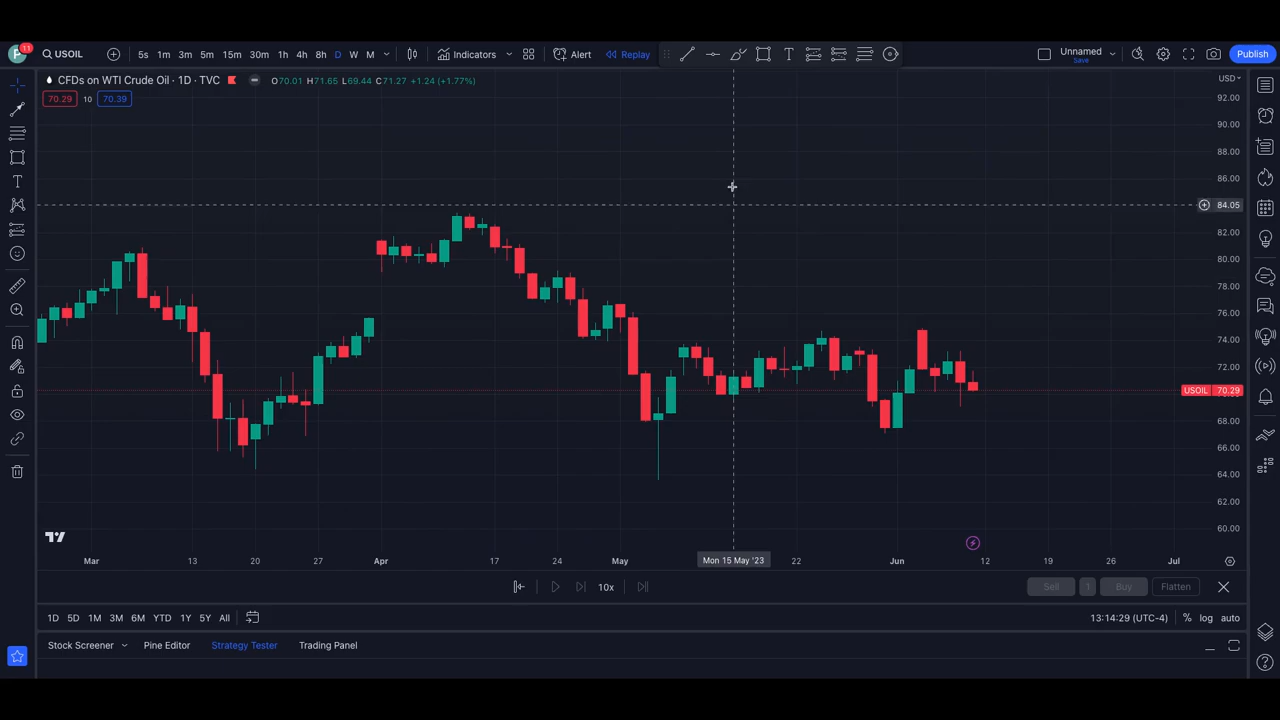 P 11 USOIL 5s 1m 3m 5m 15m 30m 1h 4h 8h D W M Indicators Alert Replay T Unnamed Save Publish
CFDs on WTI Crude Oil · 1D · TVC O70.01 H71.65 L69.44 C71.27 +1.24 (+1.77%) USD
70.29 10 70.39
92.00
90.00
88.00
86.00
84.05
82.00
80.00
78.00
76.00
74.00
72.00
USOIL 70.29
68.00
66.00
64.00
62.00
60.00
Mar 13 20 27 Apr 17 24 May Mon 15 May '23 22 Jun 12 19 26 Jul
10x Sell 1 Buy Flatten
1D 5D 1M 3M 6M YTD 1Y 5Y All 13:14:29 (UTC-4) % log auto
Stock Screener Pine Editor Strategy Tester Trading Panel